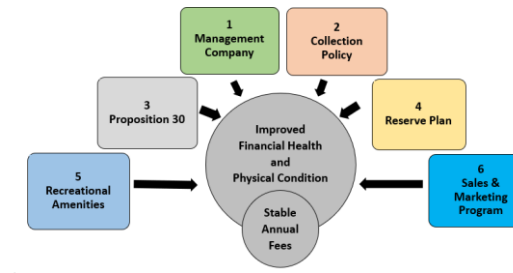 1
Management
Company
2
Collection
Policy
3
Proposition 30
4
Reserve Plan
Improved
Financial Health
and
Physical Condition
5
Recreational
Amenities
6
Sales &
Marketing
Program
Stable
Annual
Fees